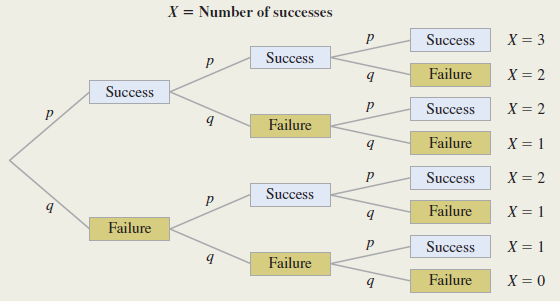 X = Number of successes
p
Success
X = 3
p
Success
q
Failure
X = 2
Success
p
q
Failure
p
Success
X = 2
q
Failure
X = 1
q
Failure
p
Success
p
Success
X = 2
q
Failure
X = 1
q
Failure
p
Success
X = 1
q
Failure
X = 0